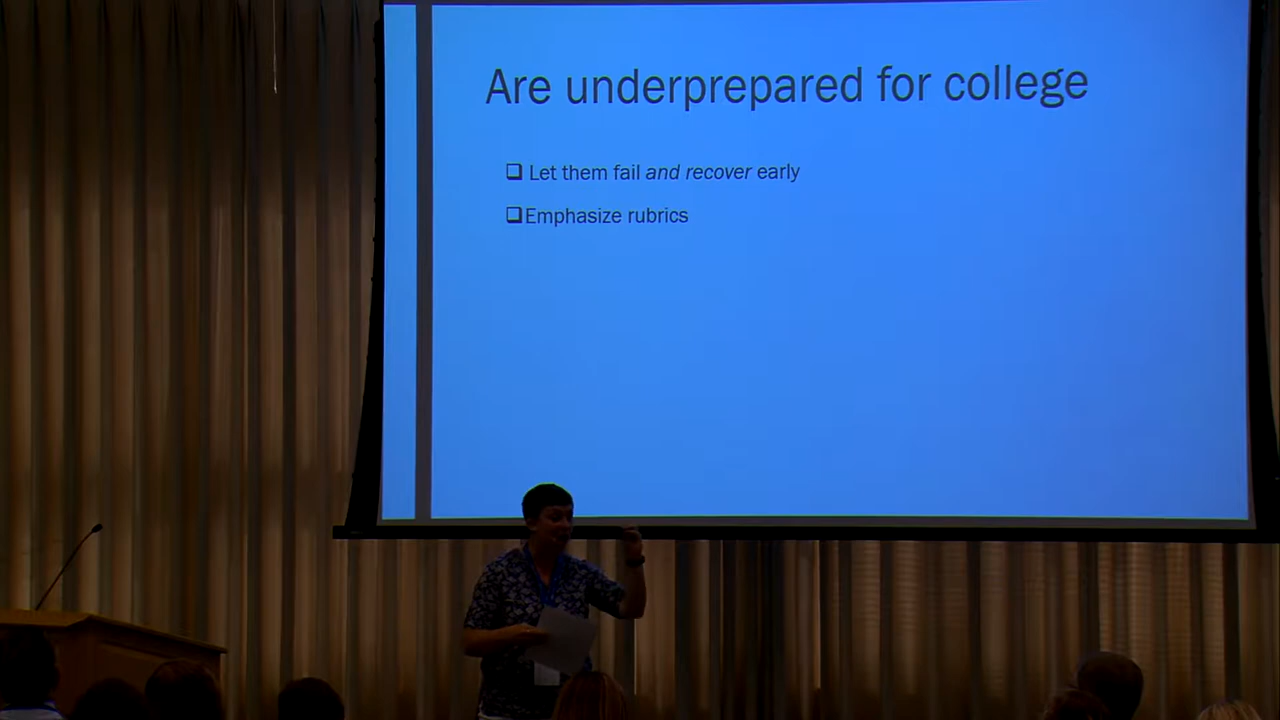 Are underprepared for college
❑ Let them fail and recover early
❑Emphasize rubrics